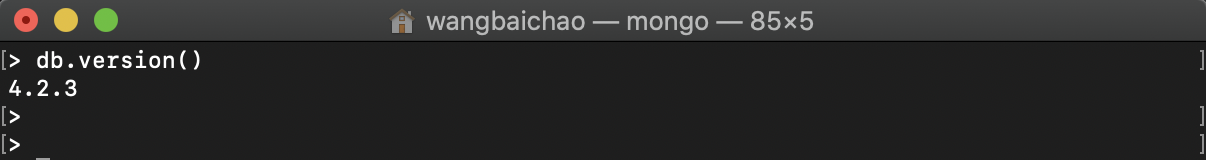 wangbaichao — mongo — 85×5
[> db.version() ]
4.2.3
[> ]
[> ]